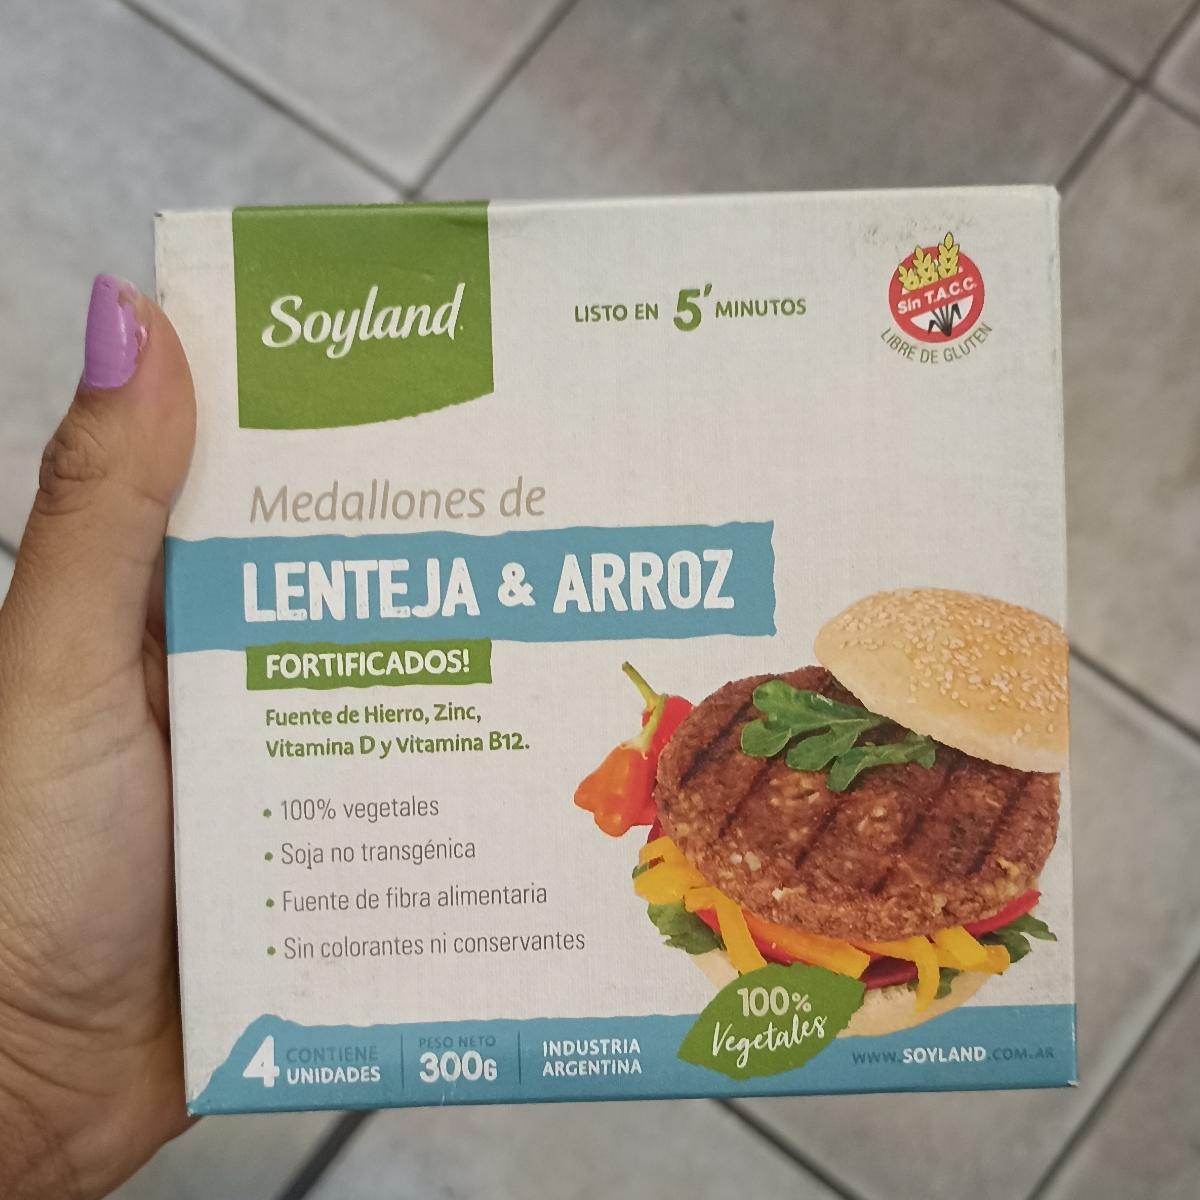 Soyland
LISTO EN 5' MINUTOS
Sin T.A.C.C.
LIBRE DE GLUTEN
Medallones de
LENTEJA & ARROZ
FORTIFICADOS!
Fuente de Hierro, Zinc,
Vitamina D y Vitamina B12.
• 100% vegetales
• Soja no transgénica
• Fuente de fibra alimentaria
• Sin colorantes ni conservantes
100%
Vegetales
4 CONTIENE
UNIDADES
PESO NETO
300G
INDUSTRIA
ARGENTINA
WWW.SOYLAND.COM.AR